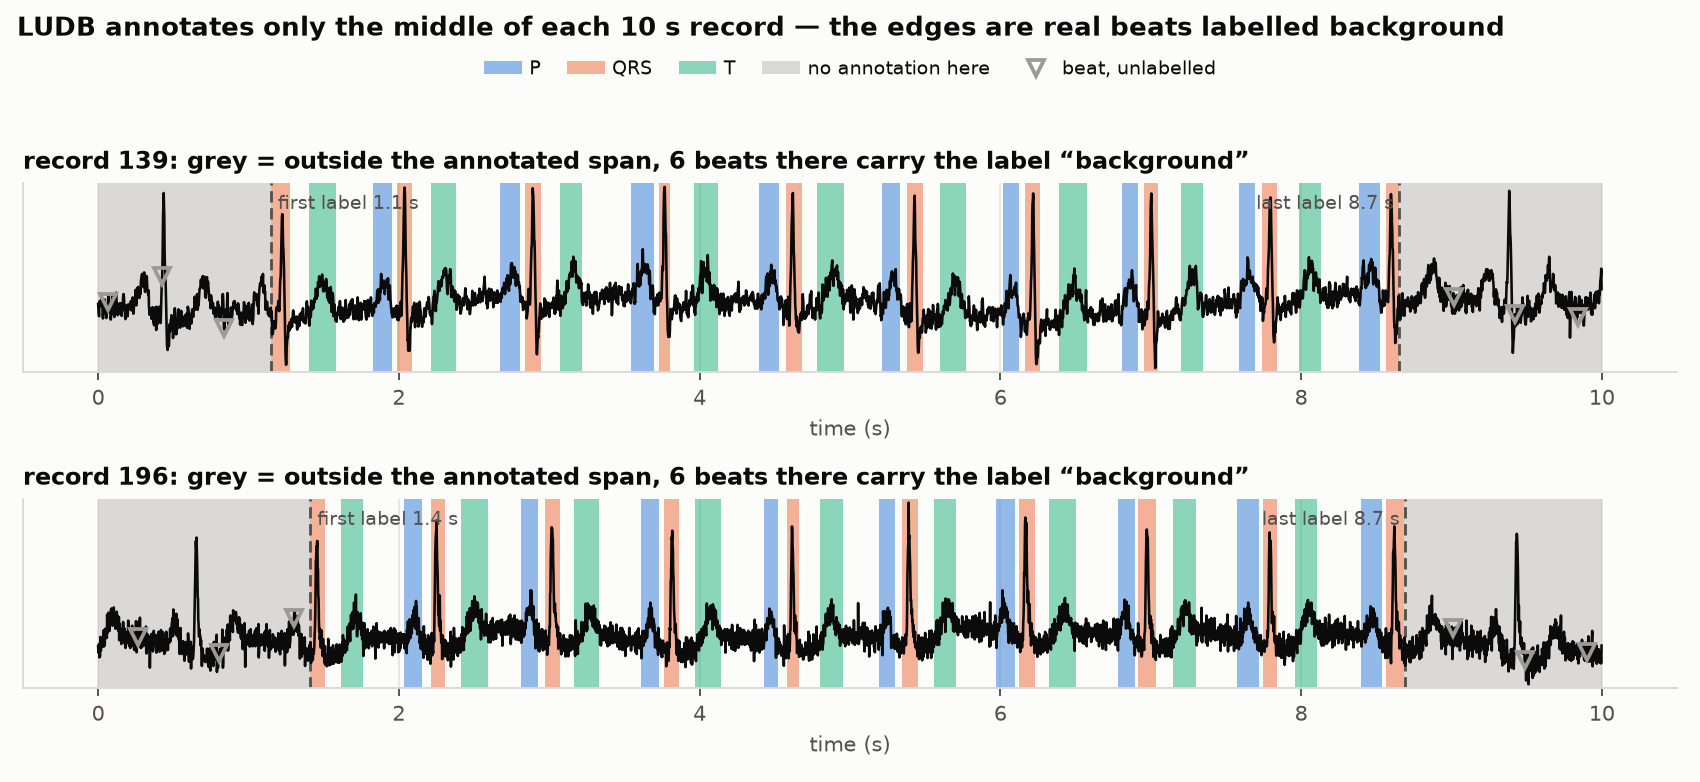 LUDB annotates only the middle of each 10 s record — the edges are real beats labelled background
P QRS T no annotation here beat, unlabelled
record 139: grey = outside the annotated span, 6 beats there carry the label “background”
first label 1.1 s last label 8.7 s
0 2 4 6 8 10
time (s)
record 196: grey = outside the annotated span, 6 beats there carry the label “background”
first label 1.4 s last label 8.7 s
0 2 4 6 8 10
time (s)